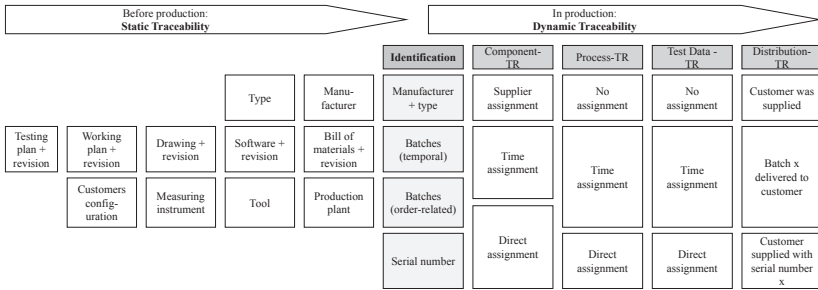 Before production:
Static Traceability
In production:
Dynamic Traceability
Identification
Component-
TR
Process-TR
Test Data -
TR
Distribution-
TR
Type
Manu-
facturer
Manufacturer
+ type
Supplier
assignment
No
assignment
No
assignment
Customer was
supplied
Testing
plan +
revision
Working
plan +
revision
Drawing +
revision
Software +
revision
Bill of
materials +
revision
Batches
(temporal)
Time
assignment
Time
assignment
Time
assignment
Batch x
delivered to
customer
Customers
config-
uration
Measuring
instrument
Tool
Production
plant
Batches
(order-related)
Direct
assignment
Serial number
Direct
assignment
Direct
assignment
Customer
supplied with
serial number
x